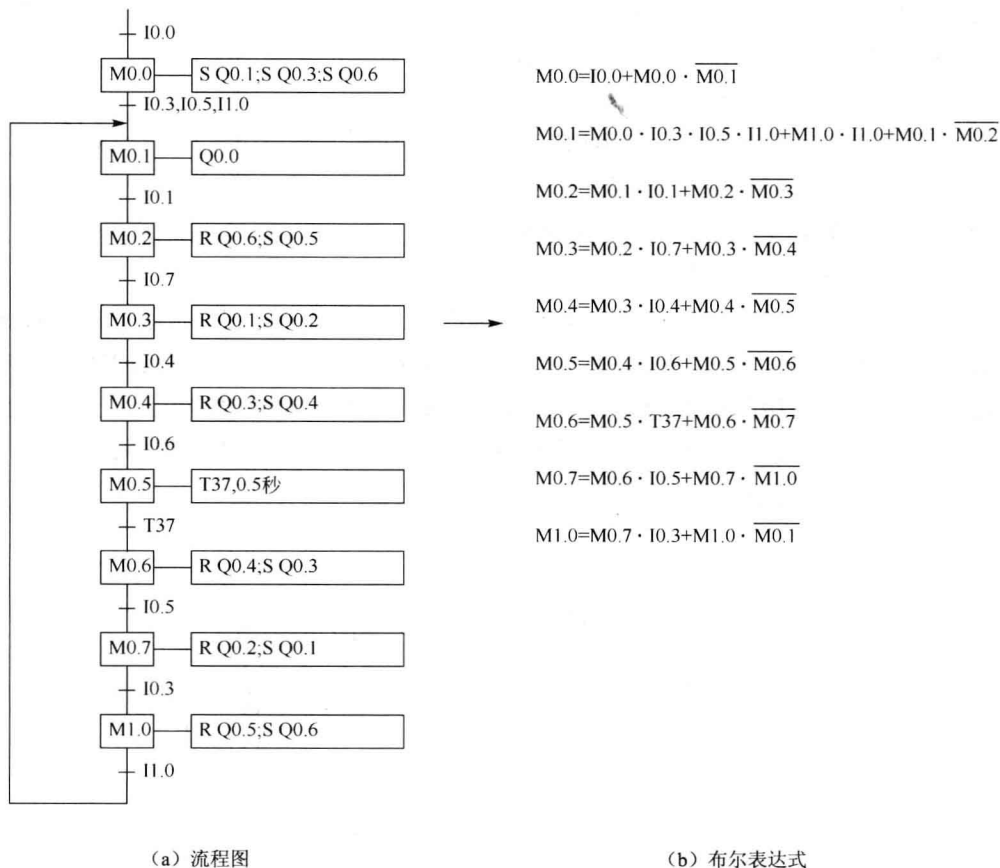 I0.0
M0.0 S Q0.1;S Q0.3;S Q0.6
I0.3,I0.5,I1.0
M0.1 Q0.0
I0.1
M0.2 R Q0.6;S Q0.5
I0.7
M0.3 R Q0.1;S Q0.2
I0.4
M0.4 R Q0.3;S Q0.4
I0.6
M0.5 T37,0.5秒
T37
M0.6 R Q0.4;S Q0.3
I0.5
M0.7 R Q0.2;S Q0.1
I0.3
M1.0 R Q0.5;S Q0.6
I1.0
(a) 流程图
M0.0=I0.0+M0.0 · M̅0̅.̅1̅
M0.1=M0.0 · I0.3 · I0.5 · I1.0+M1.0 · I1.0+M0.1 · M̅0̅.̅2̅
M0.2=M0.1 · I0.1+M0.2 · M̅0̅.̅3̅
M0.3=M0.2 · I0.7+M0.3 · M̅0̅.̅4̅
M0.4=M0.3 · I0.4+M0.4 · M̅0̅.̅5̅
M0.5=M0.4 · I0.6+M0.5 · M̅0̅.̅6̅
M0.6=M0.5 · T37+M0.6 · M̅0̅.̅7̅
M0.7=M0.6 · I0.5+M0.7 · M̅1̅.̅0̅
M1.0=M0.7 · I0.3+M1.0 · M̅0̅.̅1̅
(b) 布尔表达式